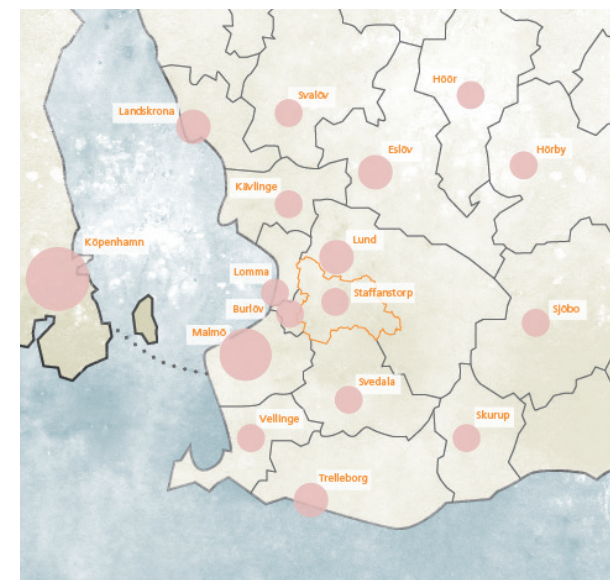 Höör
Svalöv
Landskrona
Eslöv
Hörby
Kävlinge
Lund
Köpenhamn
Lomma
Staffanstorp
Burlöv
Sjöbo
Malmö
Svedala
Vellinge
Skurup
Trelleborg